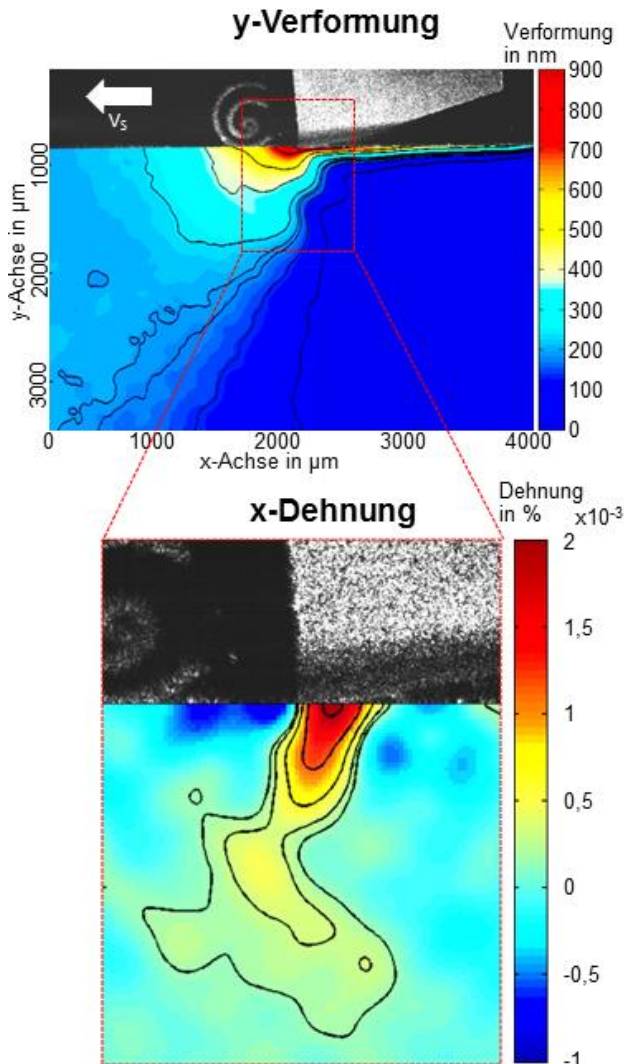 y-Verformung
Verformung
in nm
V_S
900
800
700
600
500
400
300
200
100
0
y-Achse in µm
1000
2000
3000
0
1000
2000
3000
4000
x-Achse in µm
x-Dehnung
Dehnung
in %
x10⁻³
2
1,5
1
0,5
0
-0,5
-1